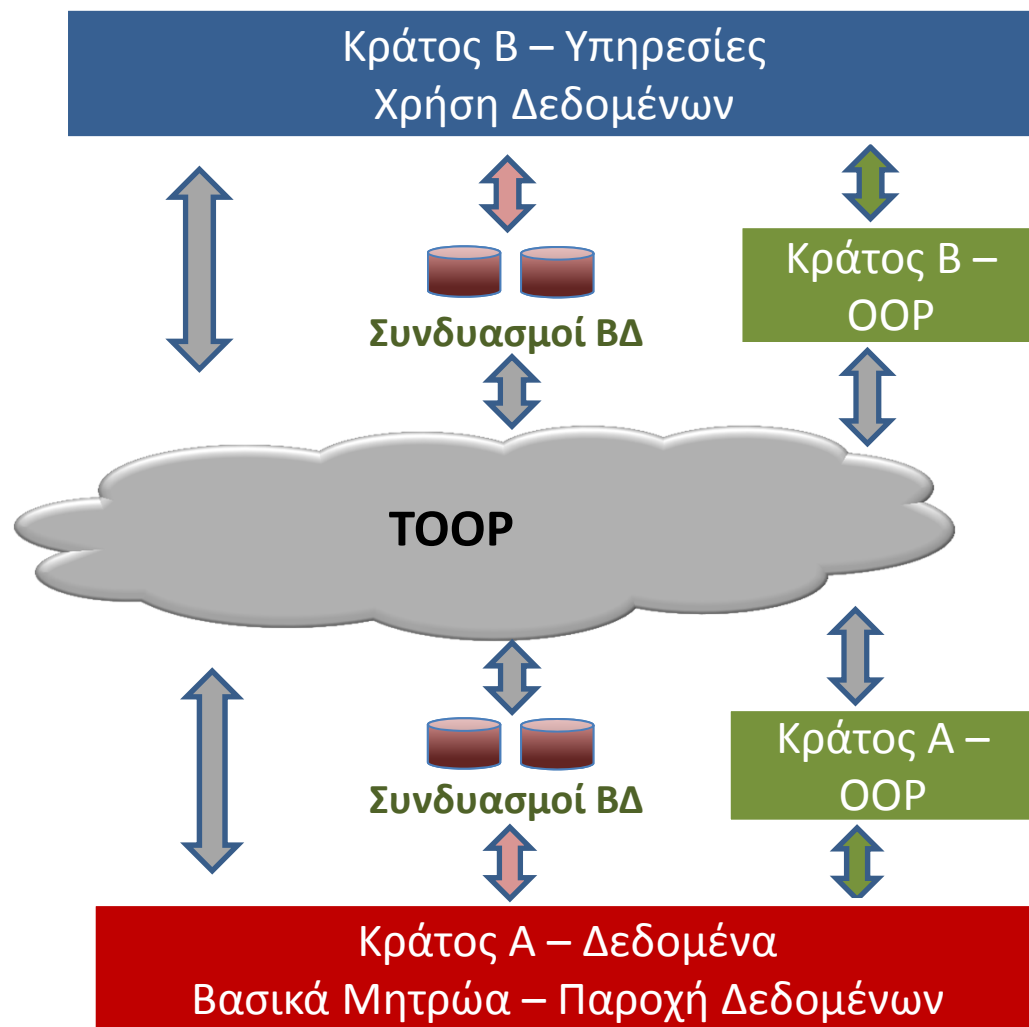 Κράτος Β – Υπηρεσίες
Χρήση Δεδομένων
Κράτος Β –
OOP
Συνδυασμοί ΒΔ
TOOP
Συνδυασμοί ΒΔ
Κράτος Α –
OOP
Κράτος Α – Δεδομένα
Βασικά Μητρώα – Παροχή Δεδομένων